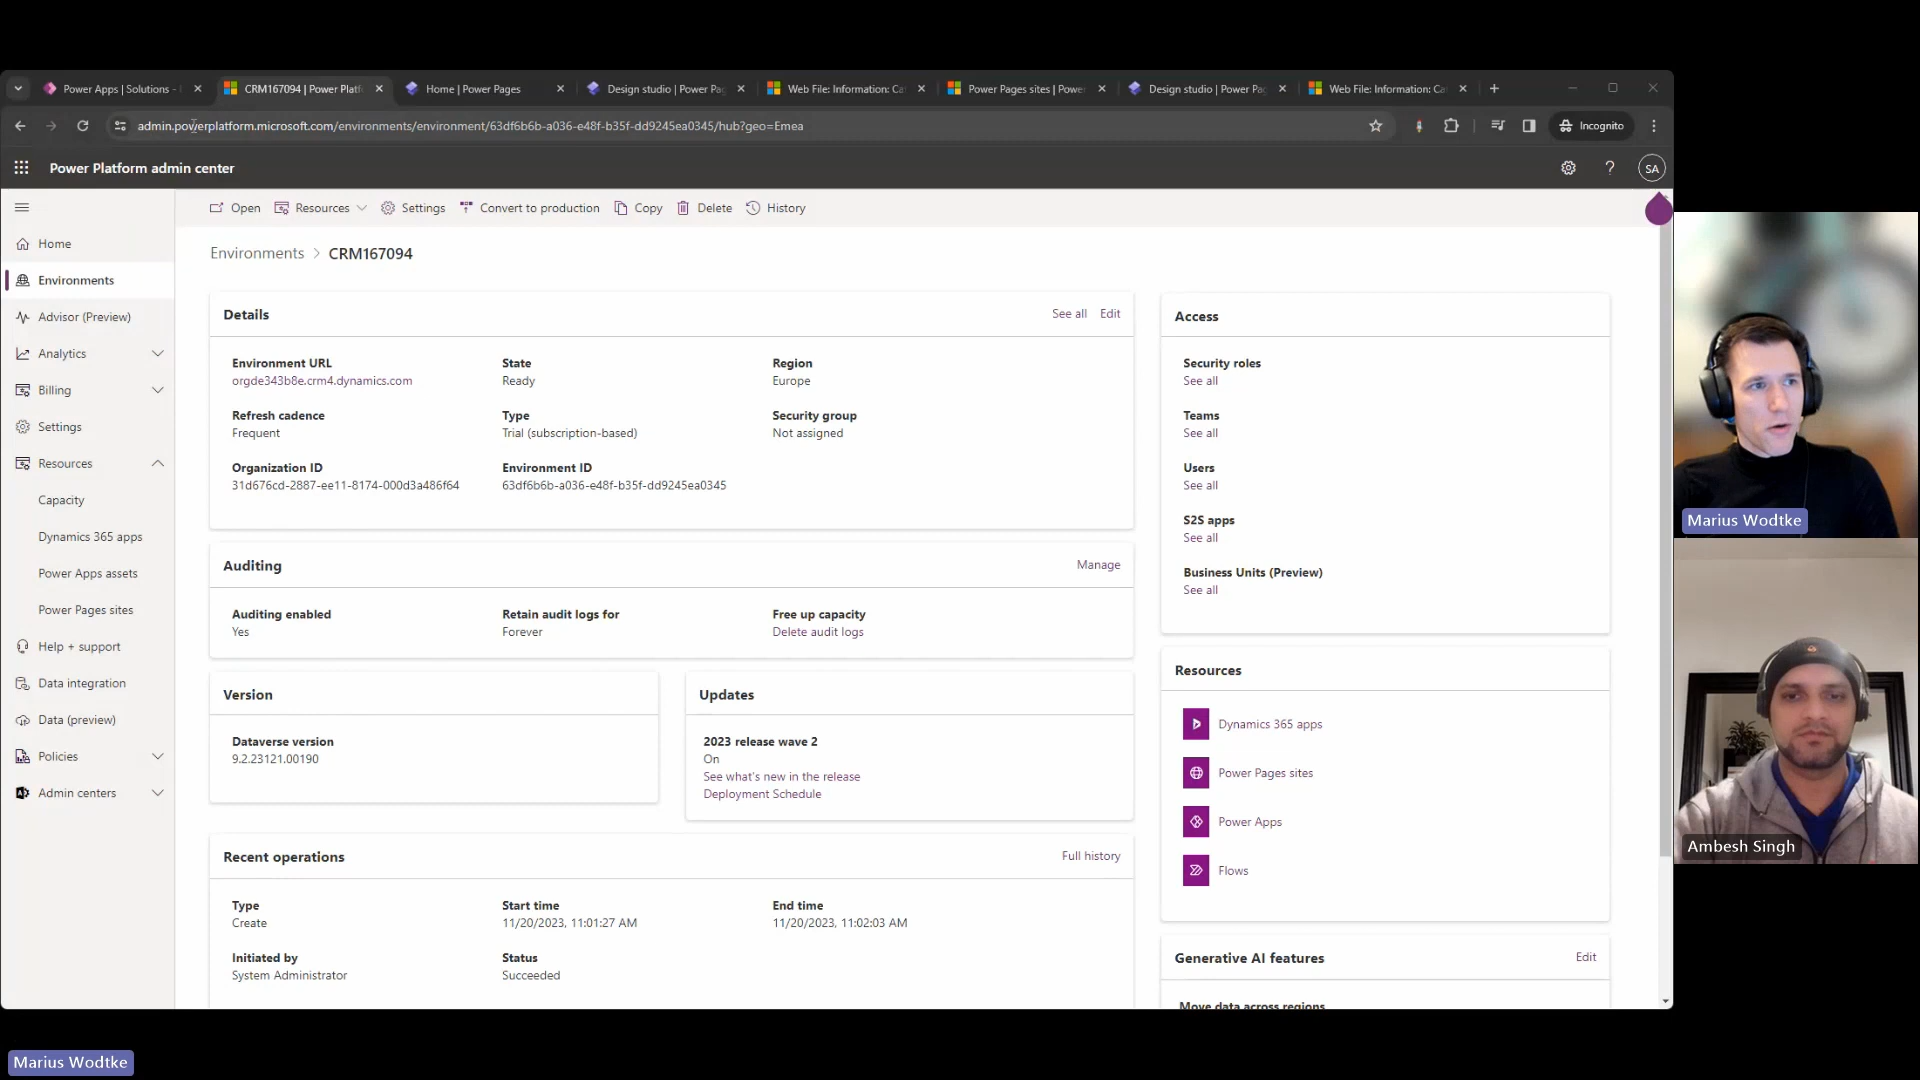 Power Apps | Solutions -
CRM167094 | Power Platf
Home | Power Pages
Design studio | Power Pag
Web File: Information: Cat
Power Pages sites | Power
Design studio | Power Pag
Web File: Information: Cat
admin.powerplatform.microsoft.com/environments/environment/63df6b6b-a036-e48f-b35f-dd9245ea0345/hub?geo=Emea
Incognito
Power Platform admin center
SA
Open
Resources
Settings
Convert to production
Copy
Delete
History
Home
Environments
Advisor (Preview)
Analytics
Billing
Settings
Resources
Capacity
Dynamics 365 apps
Power Apps assets
Power Pages sites
Help + support
Data integration
Data (preview)
Policies
Admin centers
Environments > CRM167094
Details
See all
Edit
Environment URL
orgde343b8e.crm4.dynamics.com
State
Ready
Region
Europe
Refresh cadence
Frequent
Type
Trial (subscription-based)
Security group
Not assigned
Organization ID
31d676cd-2887-ee11-8174-000d3a486f64
Environment ID
63df6b6b-a036-e48f-b35f-dd9245ea0345
Auditing
Manage
Auditing enabled
Yes
Retain audit logs for
Forever
Free up capacity
Delete audit logs
Version
Dataverse version
9.2.23121.00190
Updates
2023 release wave 2
On
See what's new in the release
Deployment Schedule
Recent operations
Full history
Type
Create
Start time
11/20/2023, 11:01:27 AM
End time
11/20/2023, 11:02:03 AM
Initiated by
System Administrator
Status
Succeeded
Access
Security roles
See all
Teams
See all
Users
See all
S2S apps
See all
Business Units (Preview)
See all
Resources
Dynamics 365 apps
Power Pages sites
Power Apps
Flows
Generative AI features
Edit
Move data across regions
Marius Wodtke
Ambesh Singh
Marius Wodtke